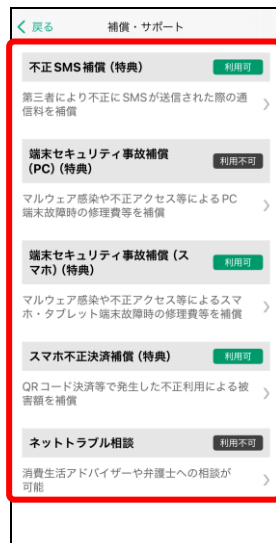 戻る 補償・サポート
不正SMS補償(特典) 利用可
第三者により不正にSMSが送信された際の通
信料を補償
端末セキュリティ事故補償
(PC)(特典) 利用不可
マルウェア感染や不正アクセス等によるPC
端末故障時の修理費等を補償
端末セキュリティ事故補償(ス
マホ)(特典) 利用可
マルウェア感染や不正アクセス等によるスマ
ホ・タブレット端末故障時の修理費等を補償
スマホ不正決済補償(特典) 利用可
QRコード決済等で発生した不正利用による被
害額を補償
ネットトラブル相談 利用不可
消費生活アドバイザーや弁護士への相談が
可能